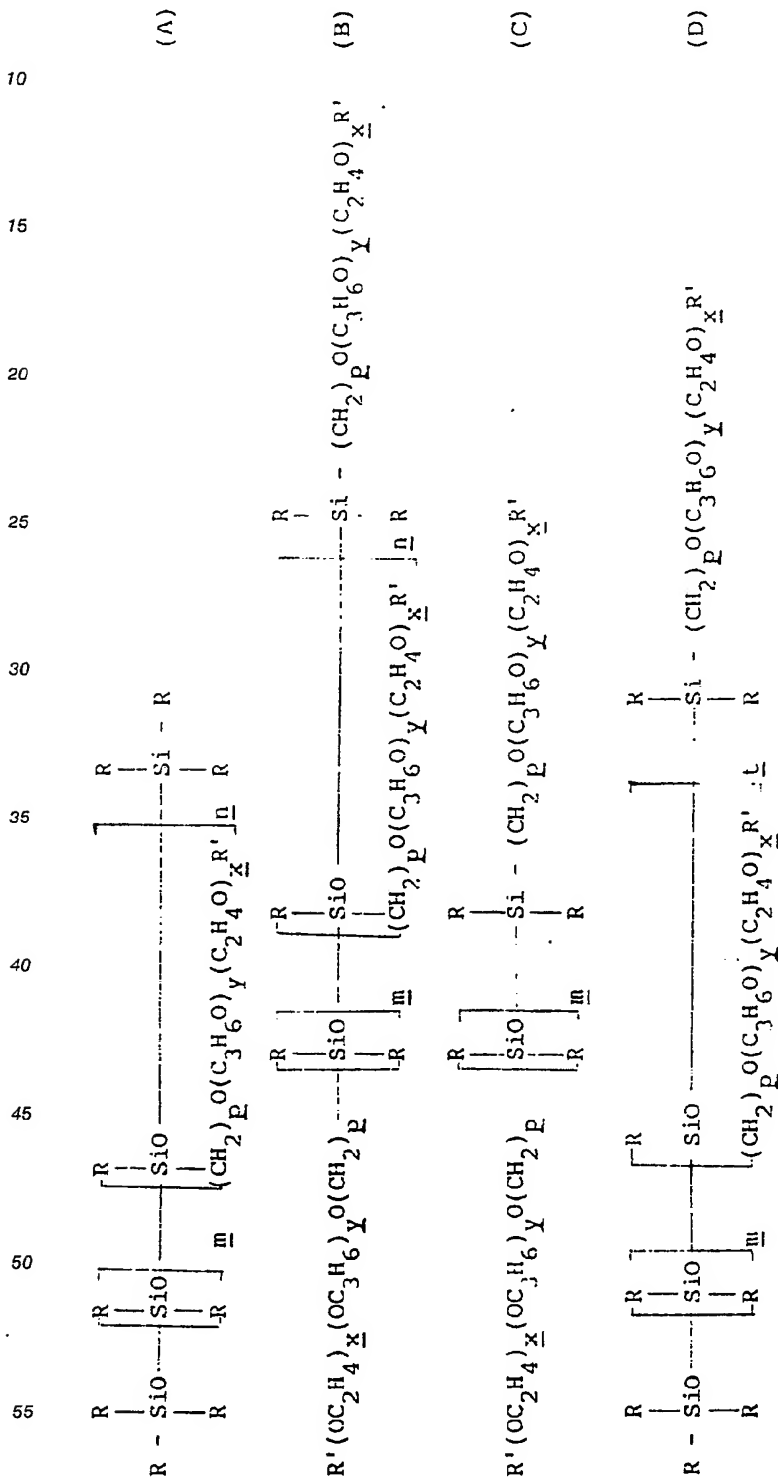 10
15
20
25
30
35
40
45
50
55
R R R R
R - SiO SiO SiO Si - R (A)
R R m (CH2)pO(C3H6O)y(C2H4O)xR' n R
R R R
R'(OC2H4)x(OC3H6)yO(CH2)p SiO SiO Si - (CH2)pO(C3H6O)y(C2H4O)xR' (B)
R m (CH2)pO(C3H6O)y(C2H4O)xR' n R
R R
R'(OC2H4)x(OC3H6)yO(CH2)p SiO Si - (CH2)pO(C3H6O)y(C2H4O)xR' (C)
R m R
R R R R
R - SiO SiO SiO Si - (CH2)pO(C3H6O)y(C2H4O)xR' (D)
R R m (CH2)pO(C3H6O)y(C2H4O)xR' t R